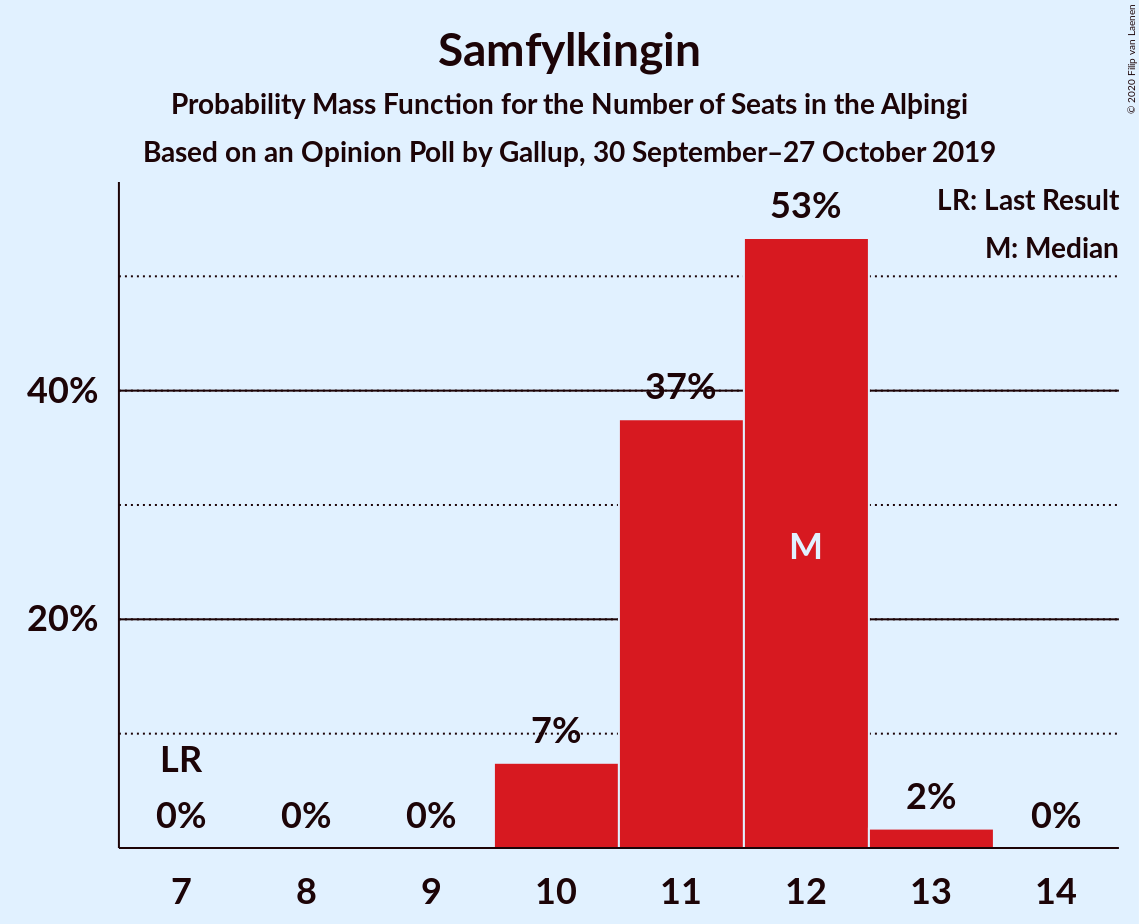 Samfylkingin
Probability Mass Function for the Number of Seats in the Alþingi
Based on an Opinion Poll by Gallup, 30 September–27 October 2019
© 2020 Filip van Laenen
LR: Last Result
M: Median
53%
40%
37%
M
20%
7%
LR
2%
0% 0% 0% 0%
7 8 9 10 11 12 13 14